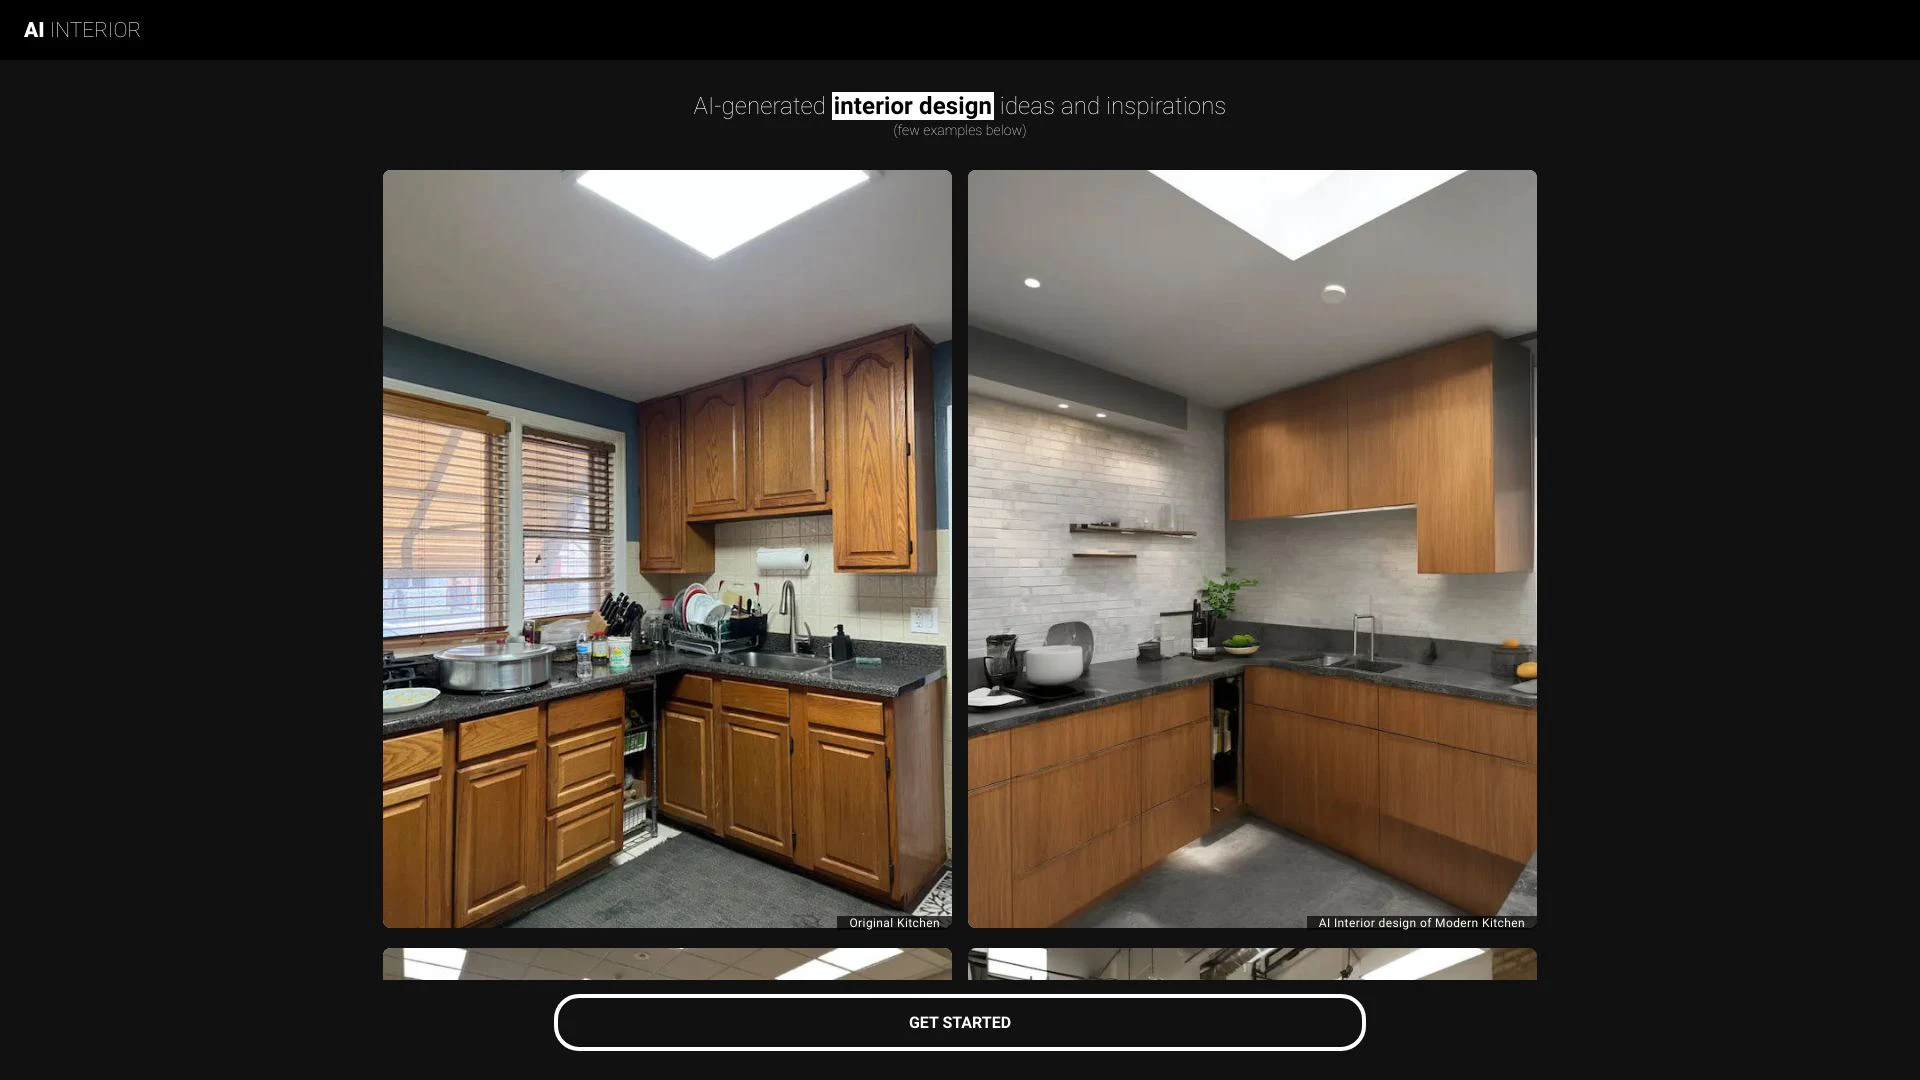 AI INTERIOR
AI-generated interior design ideas and inspirations
(few examples below)
Original Kitchen
AI Interior design of Modern Kitchen
GET STARTED